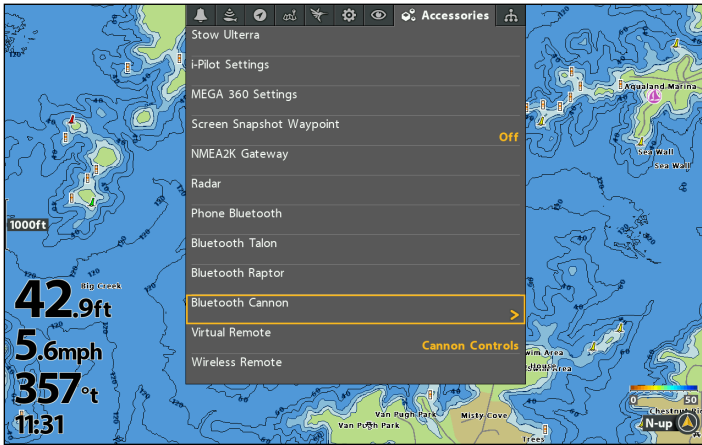 Accessories
Stow Ulterra
i-Pilot Settings
MEGA 360 Settings
Screen Snapshot Waypoint
Off
NMEA2K Gateway
Radar
Phone Bluetooth
Bluetooth Talon
Bluetooth Raptor
Bluetooth Cannon
>
Virtual Remote
Cannon Controls
Wireless Remote
Aqualand Marina
Sea Wall
Sea Wall
1000ft
Big Creek
42.9ft
5.6mph
357°t
11:31
Van Pugh Park
Van Pugh Park
Misty Cove
Trees
0
50
N-up